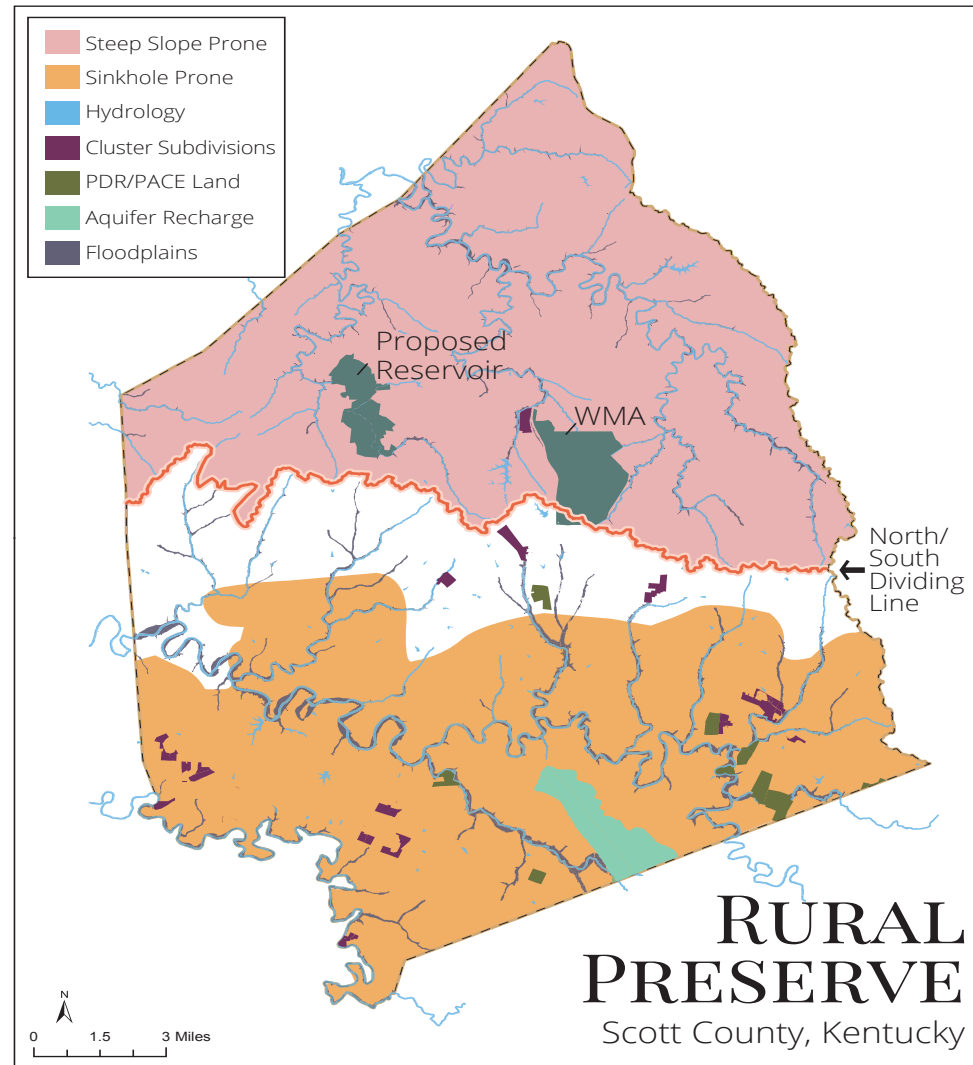 Steep Slope Prone
Sinkhole Prone
Hydrology
Cluster Subdivisions
PDR/PACE Land
Aquifer Recharge
Floodplains
Proposed
Reservoir
WMA
North/
South
Dividing
Line
RURAL
PRESERVE
Scott County, Kentucky
N
0 1.5 3 Miles